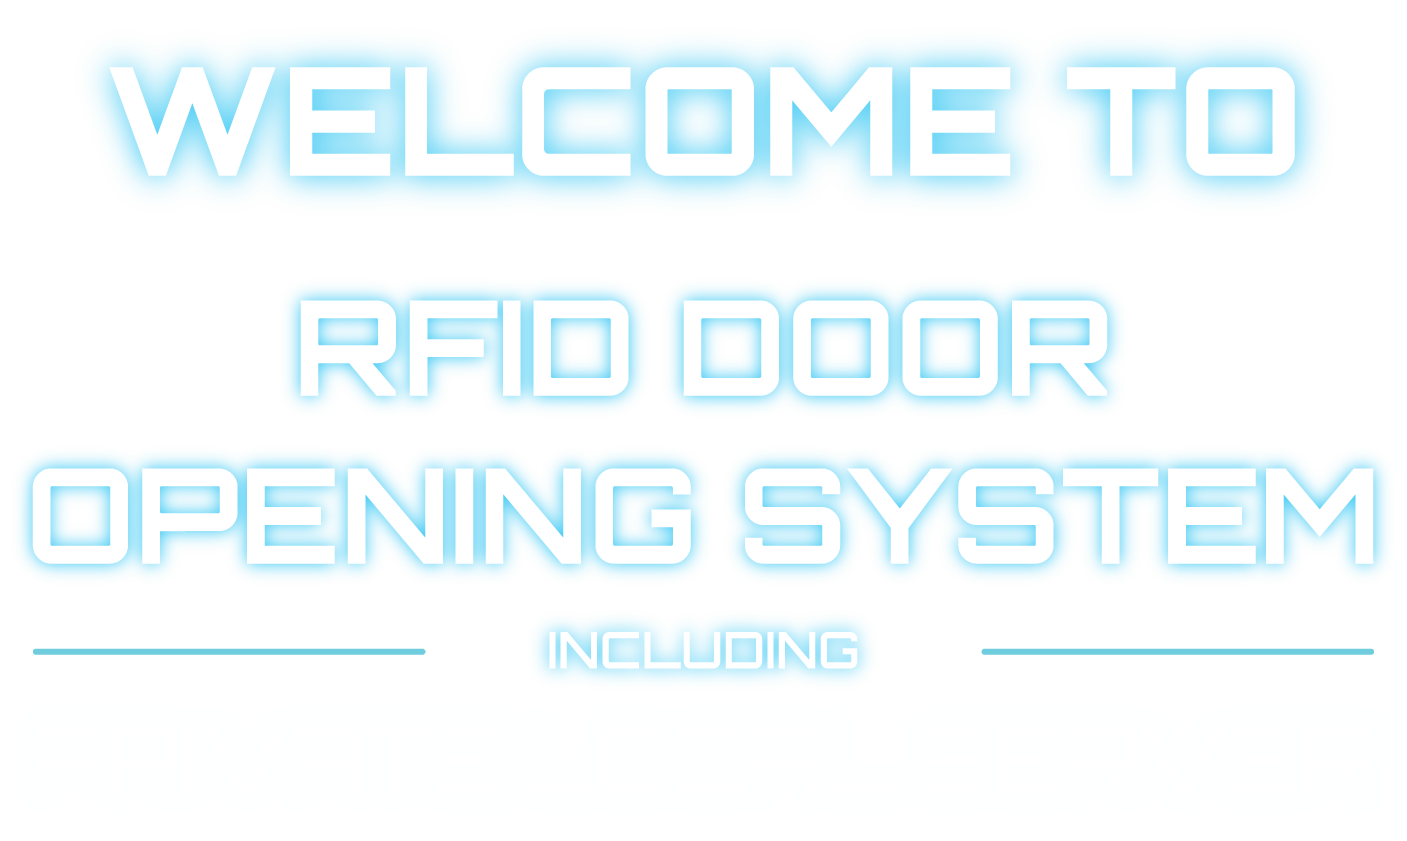 WELCOME TO
RFID DOOR
OPENING SYSTEM
INCLUDING